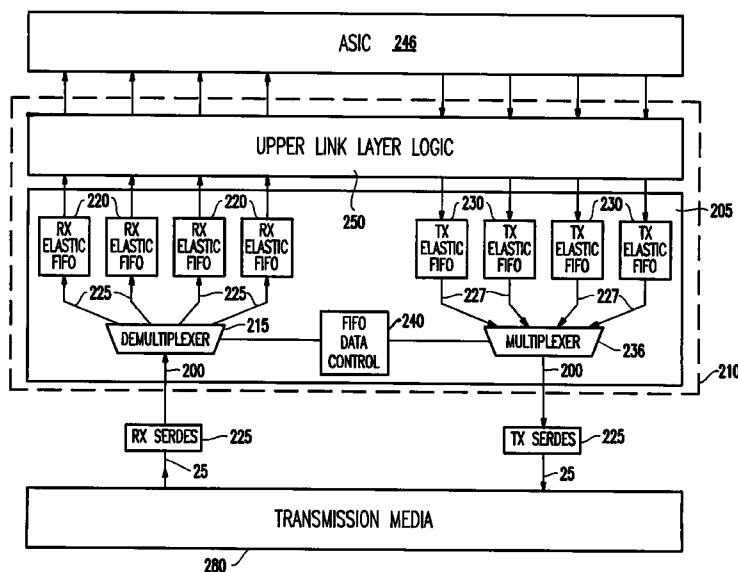 ASIC 246
UPPER LINK LAYER LOGIC
250
205
220
220
230
230
RX ELASTIC FIFO
RX ELASTIC FIFO
RX ELASTIC FIFO
RX ELASTIC FIFO
TX ELASTIC FIFO
TX ELASTIC FIFO
TX ELASTIC FIFO
TX ELASTIC FIFO
225
225
227
227
DEMULTIPLEXER
215
FIFO DATA CONTROL
240
MULTIPLEXER
236
200
200
210
RX SERDES
225
TX SERDES
225
25
25
TRANSMISSION MEDIA
280